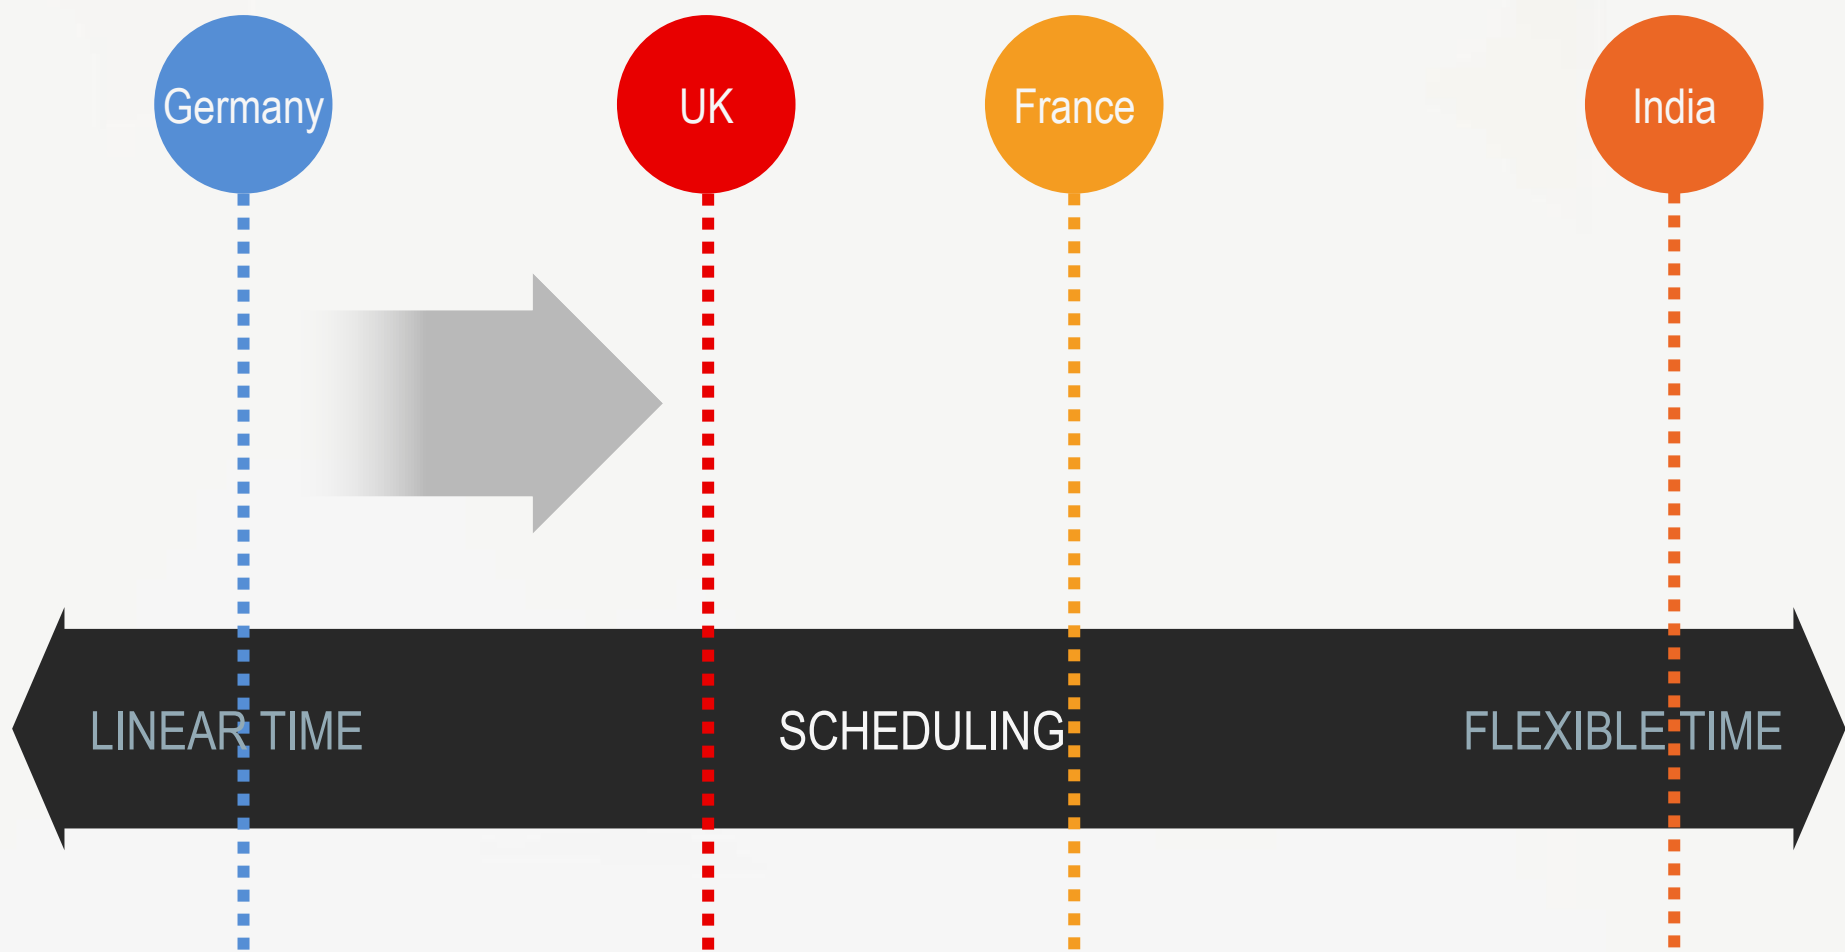 Germany
UK
France
India
LINEAR TIME
SCHEDULING
FLEXIBLE TIME